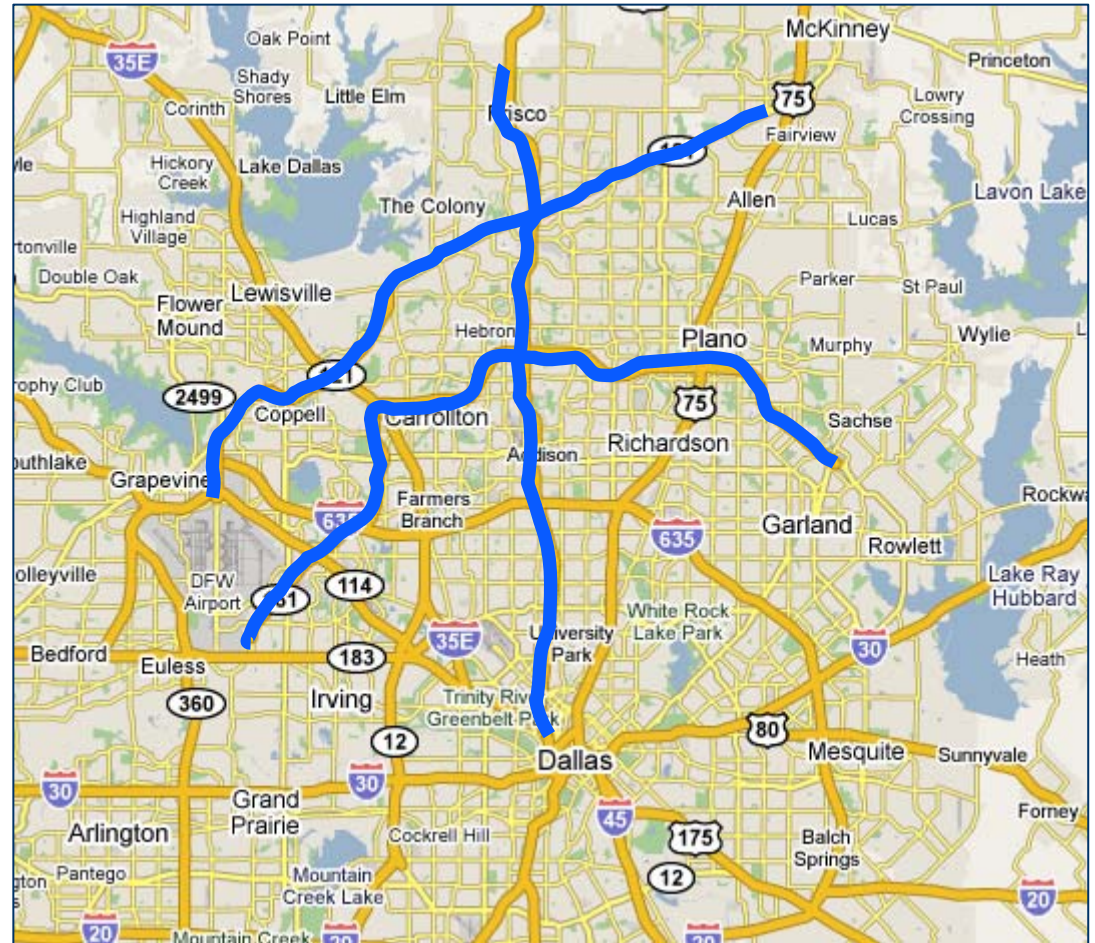 McKinney
Oak Point
35E
Princeton
Shady
Shores
Little Elm
75
Lowry
Crossing
Corinth
Frisco
Fairview
Hickory
Creek
Lake Dallas
Lavon Lake
Allen
The Colony
Lucas
Highland
Village
Double Oak
Parker
St Paul
Flower
Mound
Lewisville
Hebron
Plano
Murphy
Wylie
121
2499
75
Coppell
Carrollton
Sachse
Addison
Richardson
Grapevine
Farmers
Branch
635
635
Garland
Rowlett
DFW
Airport
114
Lake Ray
Hubbard
White Rock
Lake Park
University
Park
35E
30
Bedford
Euless
183
Heath
360
Irving
Trinity River
Greenbelt Park
12
80
Mesquite
Sunnyvale
Dallas
30
30
Grand
Prairie
45
Forney
Arlington
Cockrell Hill
175
Balch
Springs
Pantego
12
Mountain
Creek Lake
20
20
Mountain Creek
20
20